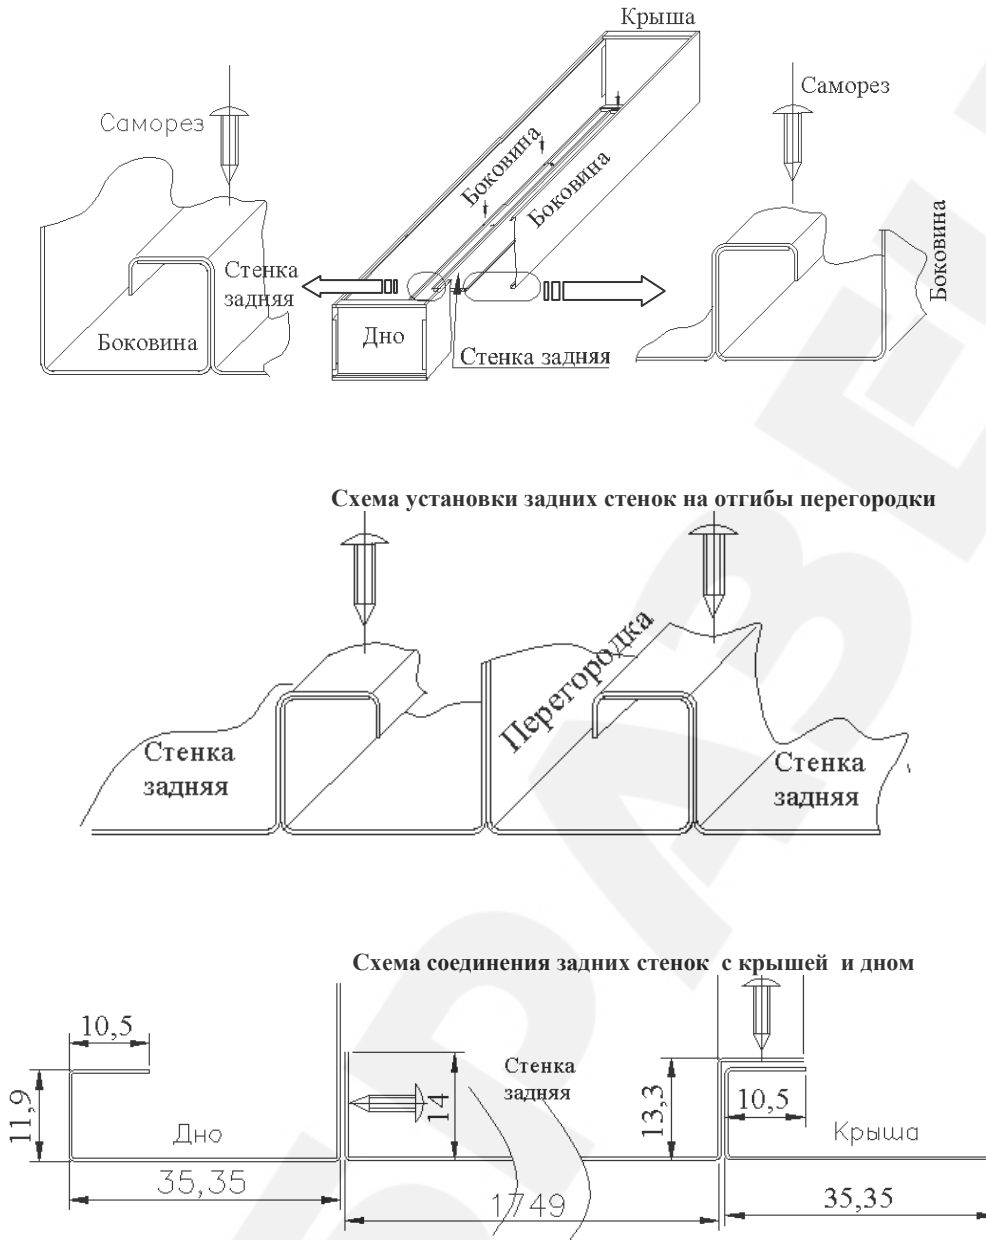 Крыша
Саморез
Саморез
Боковина
Боковина
Боковина
Стенка
задняя
Боковина
Дно
Стенка задняя
Схема установки задних стенок на отгибы перегородки
Перегородка
Стенка
задняя
Стенка
задняя
Схема соединения задних стенок с крышей и дном
10,5
Стенка
задняя
11,9
14
13,3
10,5
Дно
Крыша
35,35
1749
35,35